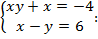 xy + x = −4
x − y = 6 :